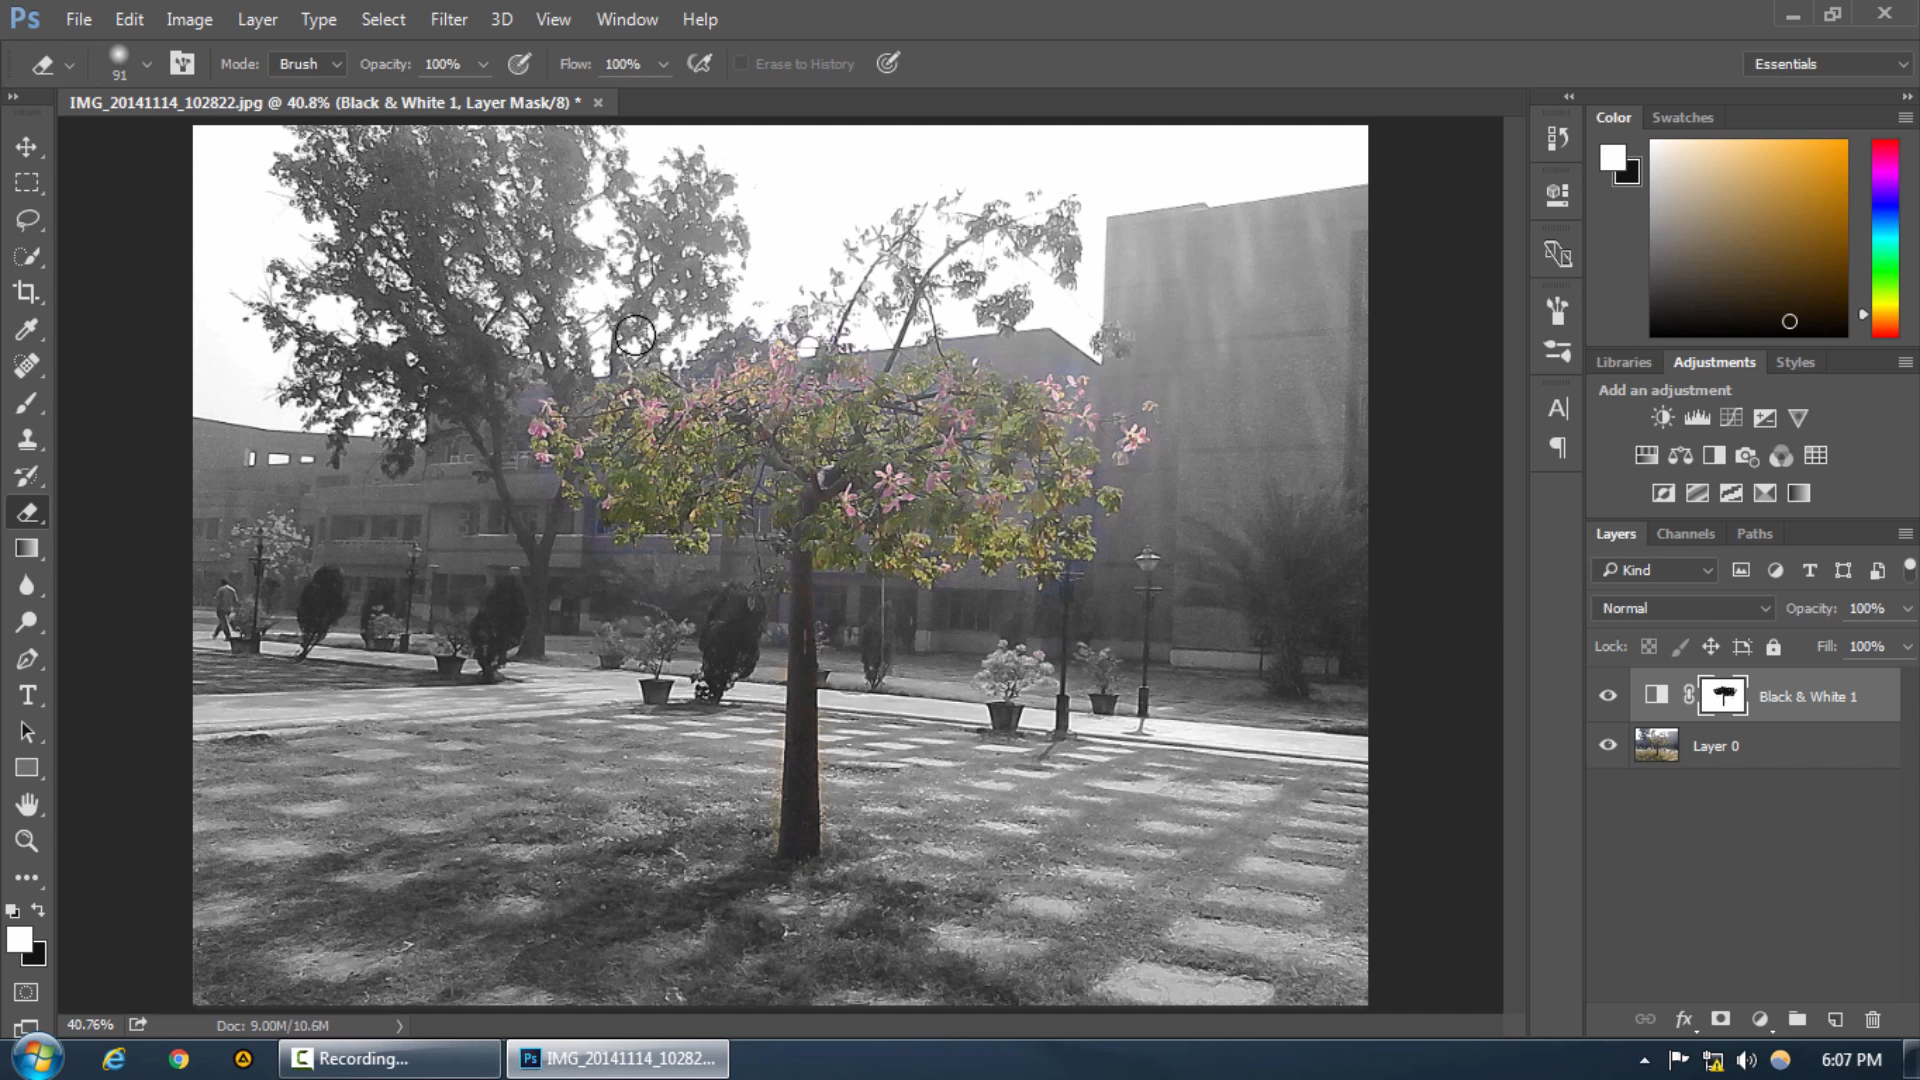 Ps File Edit Image Layer Type Select Filter 3D View Window Help
91 Mode: Brush Opacity: 100% Flow: 100% Erase to History Essentials
IMG_20141114_102822.jpg @ 40.8% (Black & White 1, Layer Mask/8) * ×
Color Swatches
Libraries Adjustments Styles
Add an adjustment
Layers Channels Paths
Kind
Normal Opacity: 100%
Lock: Fill: 100%
Black & White 1
Layer 0
40.76% Doc: 9.00M/10.6M
fx
Recording... Ps IMG_20141114_10282... 6:07 PM